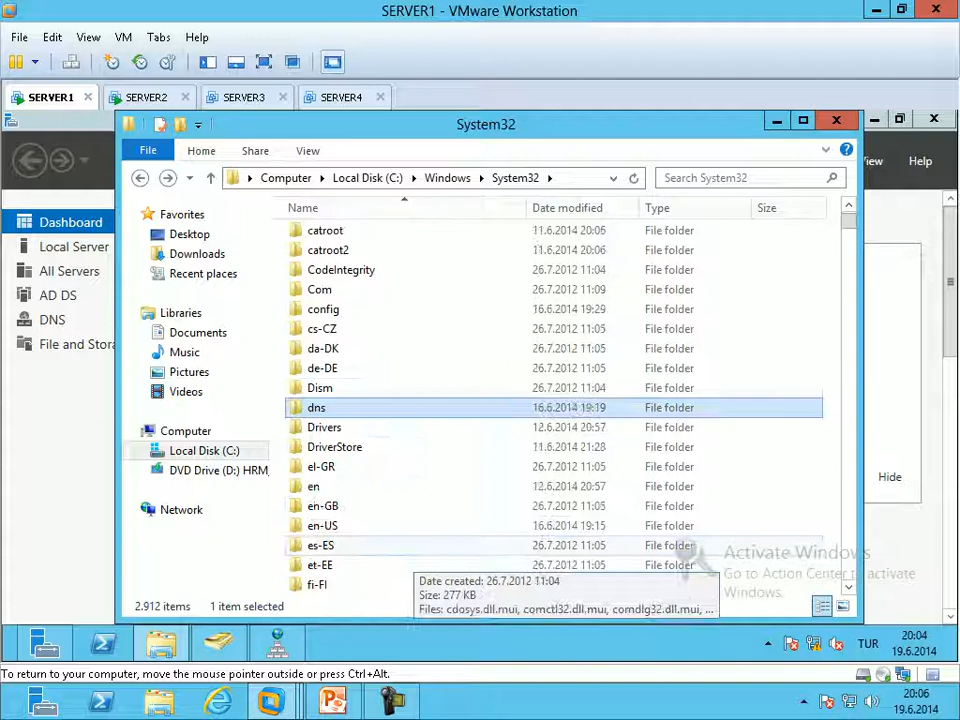 SERVER1 - VMware Workstation
File Edit View VM Tabs Help
SERVER1 SERVER2 SERVER3 SERVER4
System32
File Home Share View
View Help
Computer Local Disk (C:) Windows System32
Search System32
Name Date modified Type Size
Dashboard
Local Server
All Servers
AD DS
DNS
File and Stora
Favorites
Desktop
Downloads
Recent places
Libraries
Documents
Music
Pictures
Videos
Computer
Local Disk (C:)
DVD Drive (D:) HRM
Network
catroot 11.6.2014 20:05 File folder
catroot2 11.6.2014 20:06 File folder
CodeIntegrity 26.7.2012 11:04 File folder
Com 26.7.2012 11:09 File folder
config 16.6.2014 19:29 File folder
cs-CZ 26.7.2012 11:05 File folder
da-DK 26.7.2012 11:05 File folder
de-DE 26.7.2012 11:05 File folder
Dism 26.7.2012 11:04 File folder
dns 16.6.2014 19:19 File folder
Drivers 12.6.2014 20:57 File folder
DriverStore 11.6.2014 21:28 File folder
el-GR 26.7.2012 11:05 File folder
en 12.6.2014 20:57 File folder
en-GB 26.7.2012 11:05 File folder
en-US 16.6.2014 19:15 File folder
es-ES 26.7.2012 11:05 File folder
et-EE 26.7.2012 11:05 File folder
fi-FI
Date created: 26.7.2012 11:04
Size: 277 KB
Files: cdosys.dll.mui, comctl32.dll.mui, comdlg32.dll.mui, ...
Hide
Activate Windows
Go to Action Center to activate
Windows.
2.912 items 1 item selected
TUR 20:04
19.6.2014
To return to your computer, move the mouse pointer outside or press Ctrl+Alt.
20:06
19.6.2014